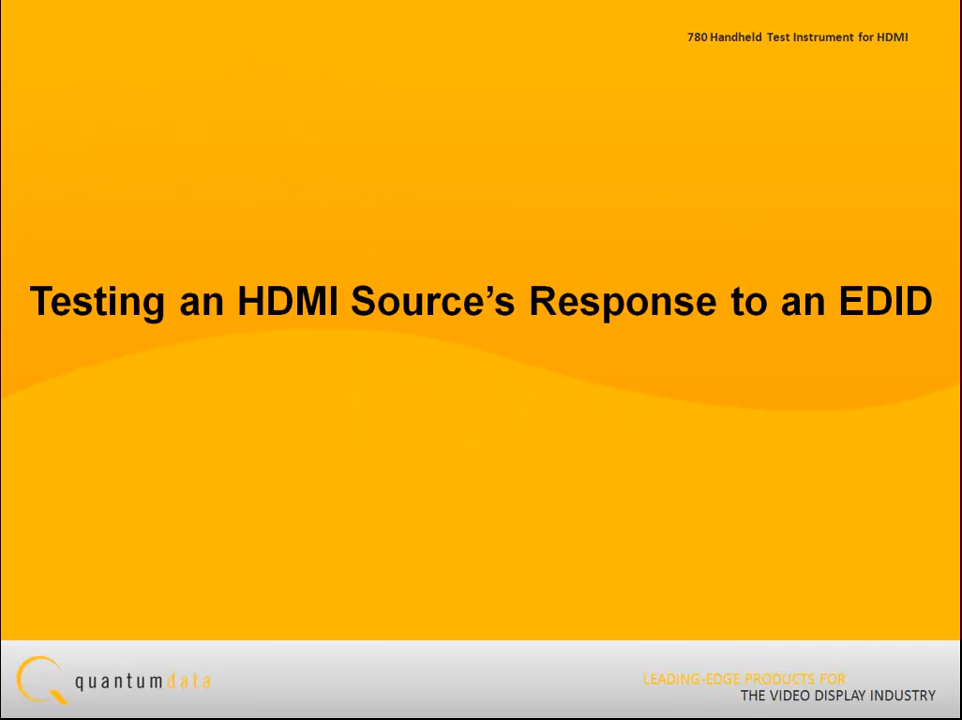 780 Handheld Test Instrument for HDMI
Testing an HDMI Source’s Response to an EDID
quantumdata
LEADING-EDGE PRODUCTS FOR
THE VIDEO DISPLAY INDUSTRY